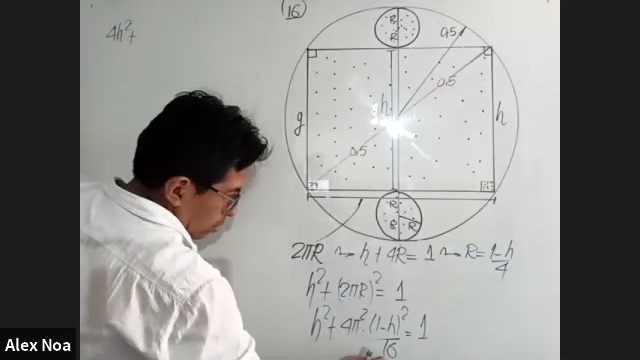 (16)
4h²+
R
R
0,5
0,5
g
h
h
0,5
R
R
R
2πR ~> h + 4R = 1 ~> R = 1-h/4
h² + (2πR)² = 1
h² + 4π² · (1-h)²/16 = 1
Alex Noa